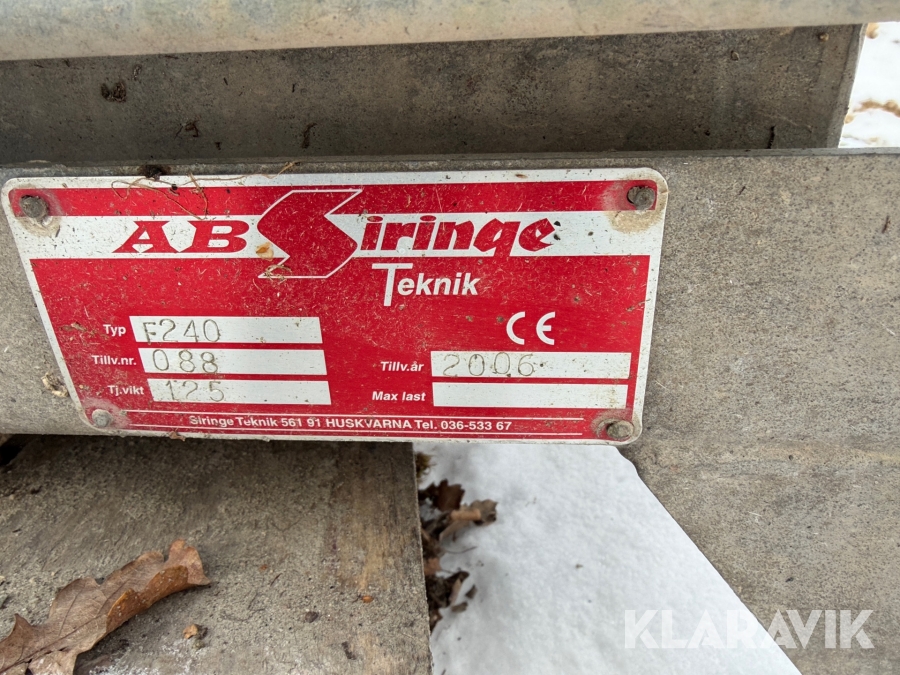 AB Siringe
Teknik
Typ F240
CE
Tillv.nr. 088 Tillv.år 2006
Tj.vikt 125 Max last
Siringe Teknik 561 91 HUSKVARNA Tel. 036-533 67
KLARAVIK